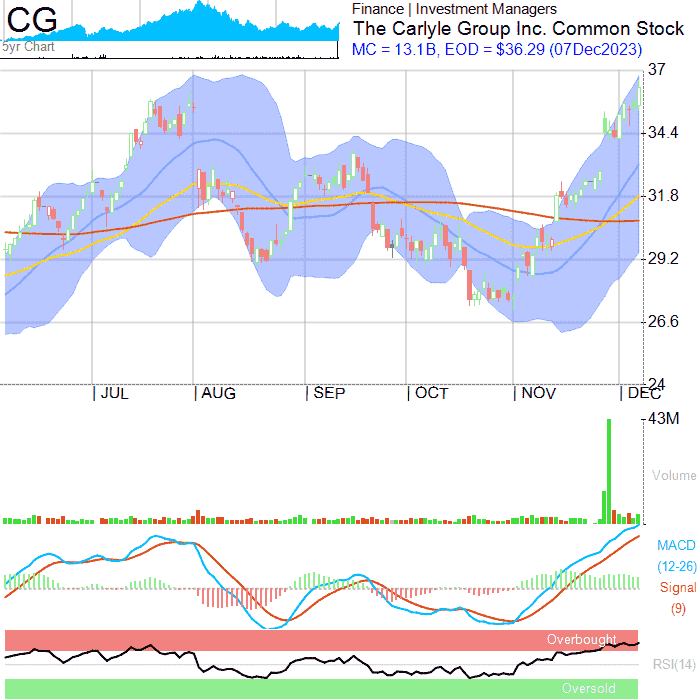 CG
5yr Chart
Finance | Investment Managers
The Carlyle Group Inc. Common Stock
MC = 13.1B, EOD = $36.29 (07Dec2023)
37
34.4
31.8
29.2
26.6
24
| JUL | AUG | SEP | OCT | NOV | DEC
43M
Volume
MACD
(12-26)
Signal
(9)
Overbought
RSI(14)
Oversold